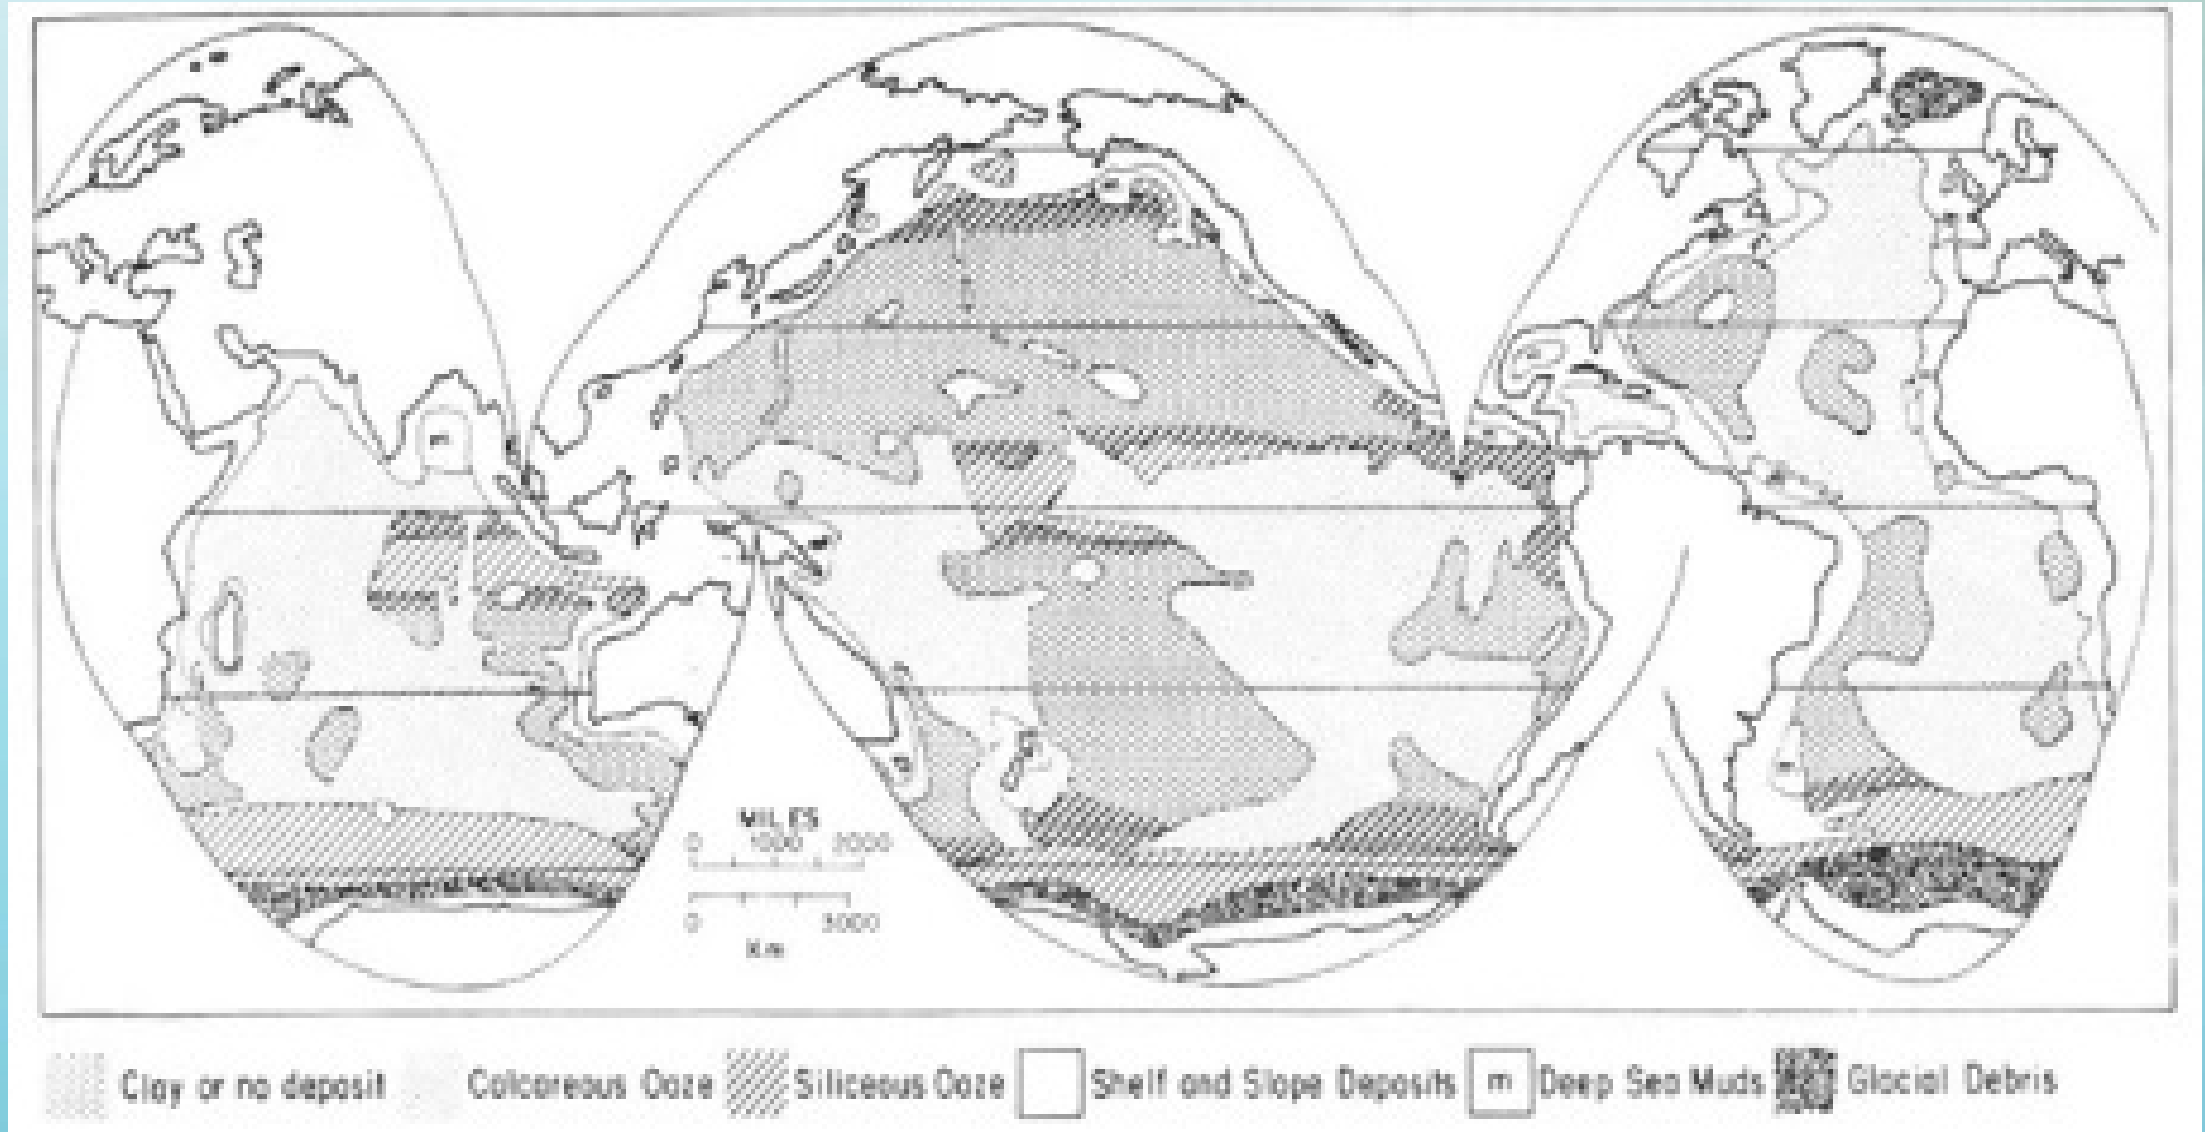 m
m
m
m
MILES
0 1000 2000
0 3000
Km
Clay or no deposit Calcareous Ooze Siliceous Ooze Shelf and Slope Deposits m Deep Sea Muds Glacial Debris